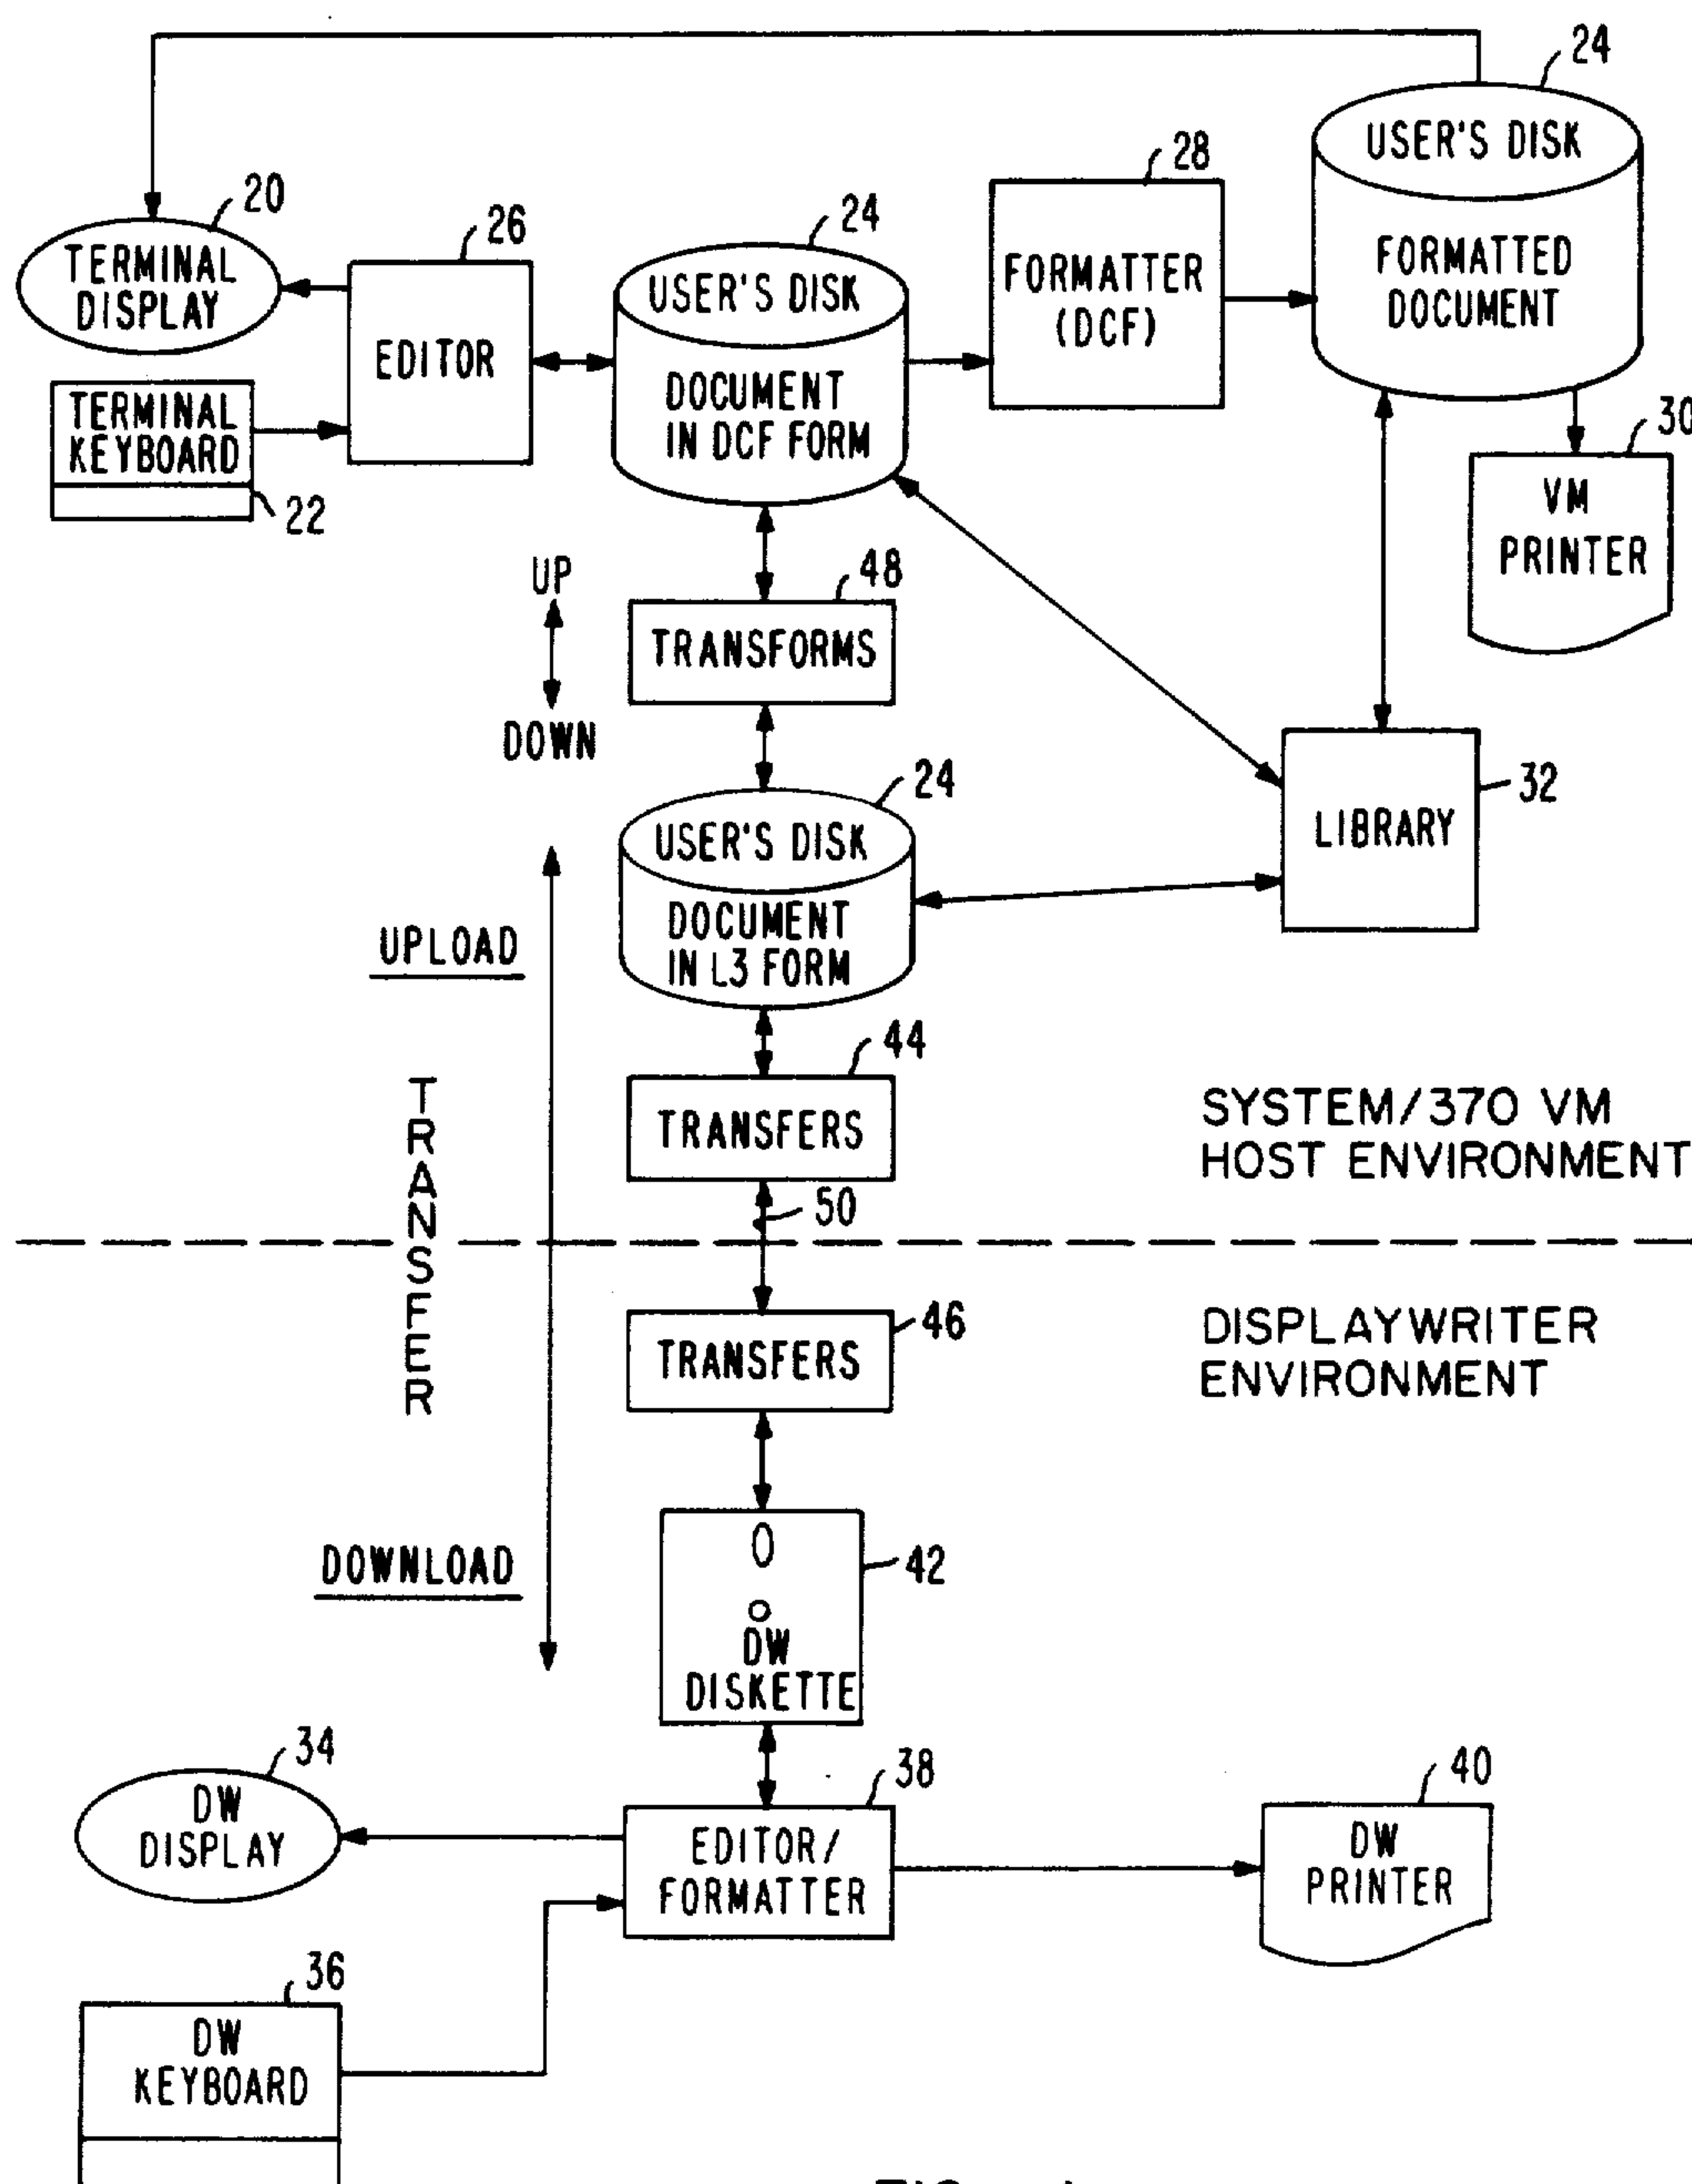 24
USER'S DISK
FORMATTED
DOCUMENT
28
FORMATTER
(DCF)
20
TERMINAL
DISPLAY
26
EDITOR
24
USER'S DISK
DOCUMENT
IN DCF FORM
TERMINAL
KEYBOARD
22
30
VM
PRINTER
UP
DOWN
48
TRANSFORMS
24
USER'S DISK
DOCUMENT
IN L3 FORM
LIBRARY
32
UPLOAD
TRANSFER
44
TRANSFERS
50
SYSTEM/370 VM
HOST ENVIRONMENT
46
TRANSFERS
DISPLAYWRITER
ENVIRONMENT
DOWNLOAD
42
DW
DISKETTE
34
DW
DISPLAY
38
EDITOR/
FORMATTER
40
DW
PRINTER
36
DW
KEYBOARD